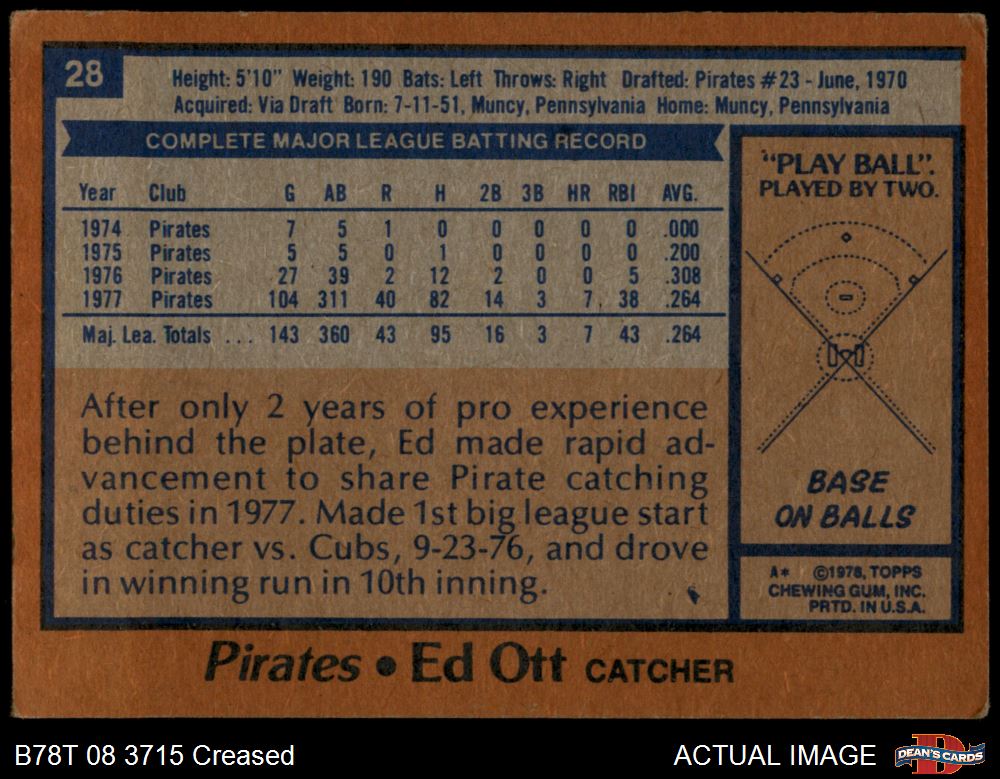 28
Height: 5'10" Weight: 190 Bats: Left Throws: Right Drafted: Pirates #23 - June, 1970
Acquired: Via Draft Born: 7-11-51, Muncy, Pennsylvania Home: Muncy, Pennsylvania
COMPLETE MAJOR LEAGUE BATTING RECORD
Year Club G AB R H 2B 3B HR RBI AVG.
1974 Pirates 7 5 1 0 0 0 0 0 .000
1975 Pirates 5 5 0 1 0 0 0 0 .200
1976 Pirates 27 39 2 12 2 0 0 5 .308
1977 Pirates 104 311 40 82 14 3 7 38 .264
Maj. Lea. Totals ... 143 360 43 95 16 3 7 43 .264
After only 2 years of pro experience
behind the plate, Ed made rapid ad-
vancement to share Pirate catching
duties in 1977. Made 1st big league start
as catcher vs. Cubs, 9-23-76, and drove
in winning run in 10th inning.
"PLAY BALL".
PLAYED BY TWO.
BASE
ON BALLS
A* ©1978, TOPPS
CHEWING GUM, INC.
PRTD. IN U.S.A.
Pirates • Ed Ott CATCHER
B78T 08 3715 Creased
ACTUAL IMAGE
DEAN'S CARDS